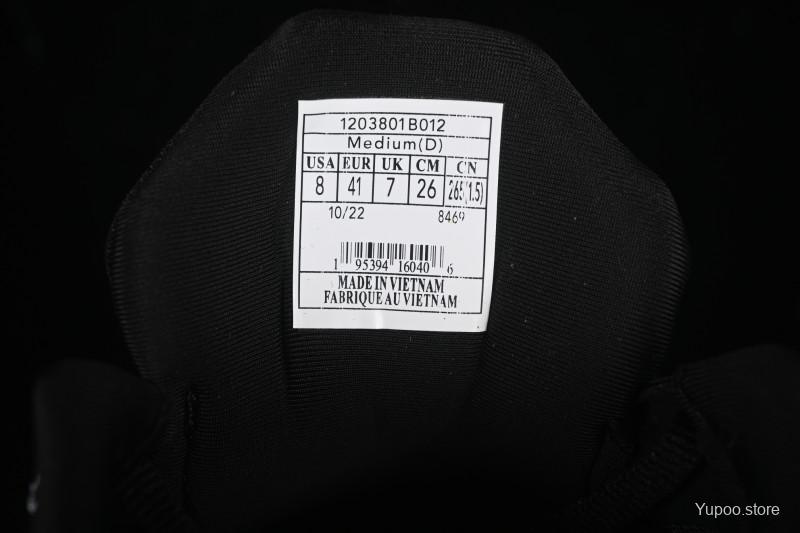 1203801B012
Medium(D)
USA EUR UK CM CN
8 41 7 26 265(1.5)
10/22 8469
1 95394 16040 6
MADE IN VIETNAM
FABRIQUE AU VIETNAM
Yupoo.store